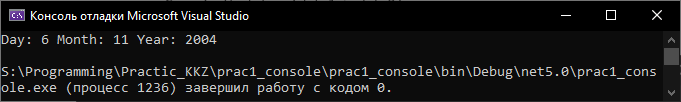 Консоль отладки Microsoft Visual Studio
Day: 6 Month: 11 Year: 2004
S:\Programming\Practic_KKZ\prac1_console\prac1_console\bin\Debug\net5.0\prac1_cons
ole.exe (процесс 1236) завершил работу с кодом 0.